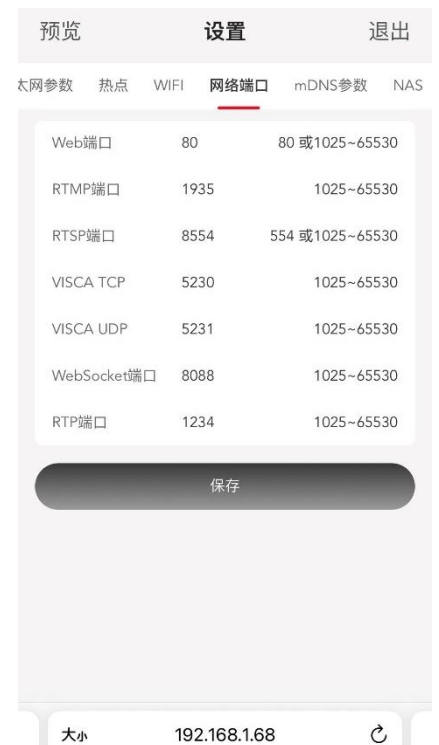 预览 设置 退出
太网参数 热点 WIFI 网络端口 mDNS参数 NAS
Web端口 80 80 或1025~65530
RTMP端口 1935 1025~65530
RTSP端口 8554 554 或1025~65530
VISCA TCP 5230 1025~65530
VISCA UDP 5231 1025~65530
WebSocket端口 8088 1025~65530
RTP端口 1234 1025~65530
保存
大小 192.168.1.68